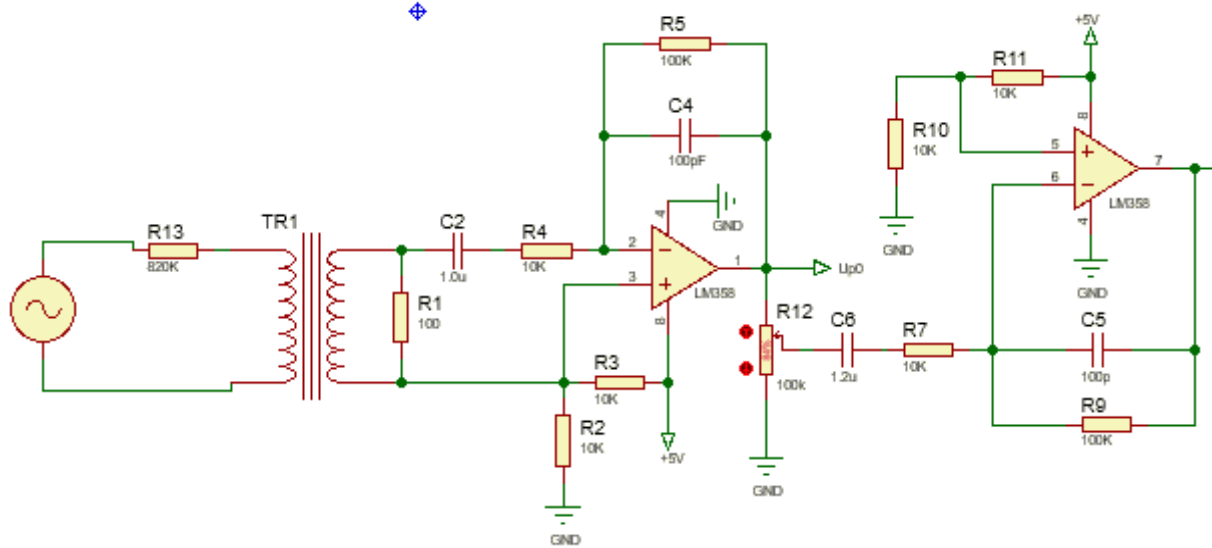 R5
100K
+5V
R11
10K
C4
100pF
R10
10K
8
5
7
6
LM358
4
GND
GND
TR1
R13
820K
C2
1.0u
R4
10K
4
GND
2
3
1
LM358
8
Up0
R1
100
R12
100k
C6
1.2u
R7
10K
C5
100p
R3
10K
R2
10K
+5V
R9
100K
GND
GND